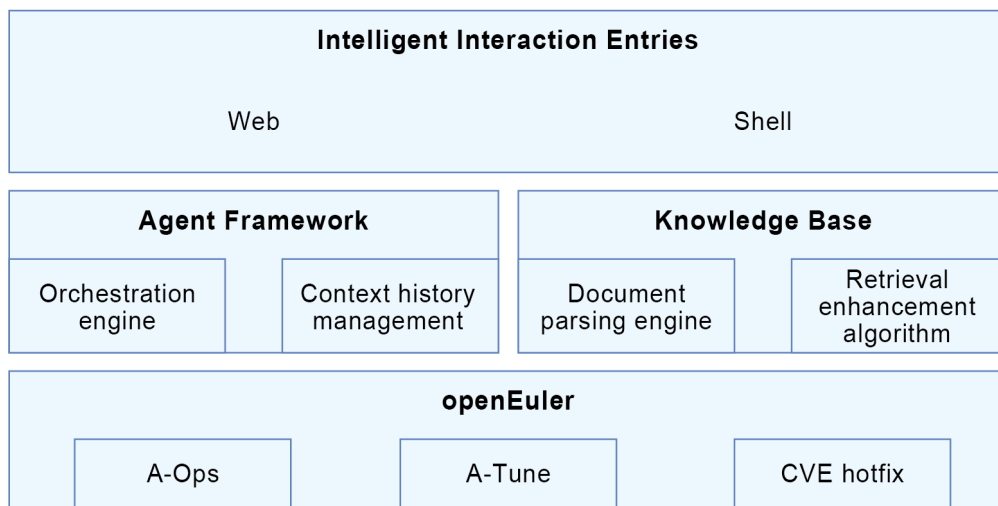 Intelligent Interaction Entries
Web
Shell
Agent Framework
Orchestration
engine
Context history
management
Knowledge Base
Document
parsing engine
Retrieval
enhancement
algorithm
openEuler
A-Ops
A-Tune
CVE hotfix